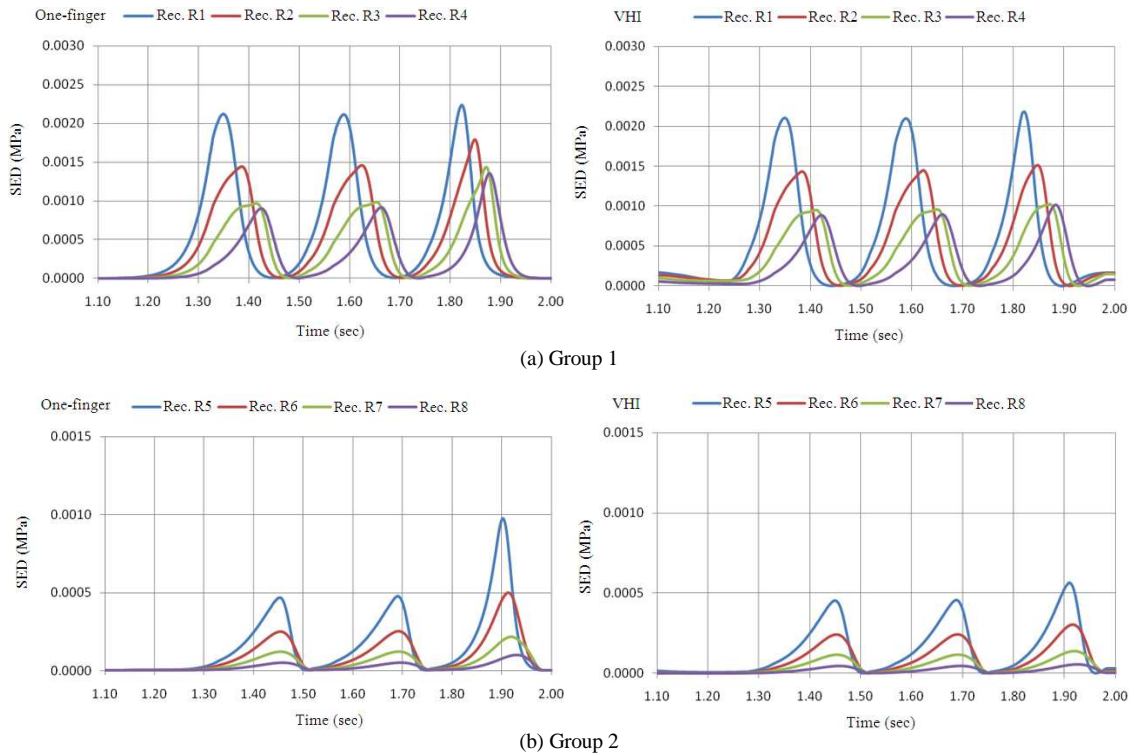 One-finger Rec. R1 Rec. R2 Rec. R3 Rec. R4
0.0030
0.0025
0.0020
0.0015
0.0010
0.0005
0.0000
SED (MPa)
1.10 1.20 1.30 1.40 1.50 1.60 1.70 1.80 1.90 2.00
Time (sec)
VHI Rec. R1 Rec. R2 Rec. R3 Rec. R4
0.0030
0.0025
0.0020
0.0015
0.0010
0.0005
0.0000
SED (MPa)
1.10 1.20 1.30 1.40 1.50 1.60 1.70 1.80 1.90 2.00
Time (sec)
(a) Group 1
One-finger Rec. R5 Rec. R6 Rec. R7 Rec. R8
0.0015
0.0010
0.0005
0.0000
SED (MPa)
1.10 1.20 1.30 1.40 1.50 1.60 1.70 1.80 1.90 2.00
Time (sec)
VHI Rec. R5 Rec. R6 Rec. R7 Rec. R8
0.0015
0.0010
0.0005
0.0000
SED (MPa)
1.10 1.20 1.30 1.40 1.50 1.60 1.70 1.80 1.90 2.00
Time (sec)
(b) Group 2